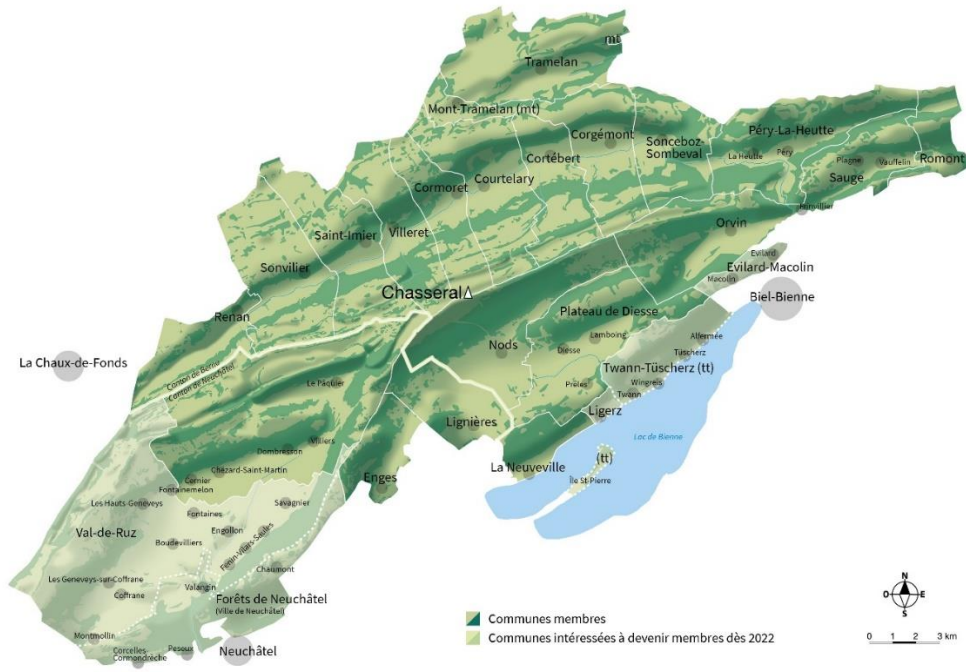 mt
Tramelan
Mont-Tramelan (mt)
Corgémont
Sonceboz-
Sombeval
Péry-La-Heutte
La Heutte
Péry
Cortébert
Plagne
Vauffelin
Romont
Sauge
Courtelary
Cormoret
Frinvillier
Saint-Imier
Villeret
Orvin
Evilard
Sonvilier
Evilard-Macolin
Macolin
Chasseral
Biel-Bienne
Renan
Plateau de Diesse
Lamboing
Alfermée
Nods
Diesse
Tüscherz
La Chaux-de-Fonds
Canton de Berne
Canton de Neuchâtel
Twann-Tüscherz (tt)
Le Pâquier
Prêles
Wingreis
Twann
Ligerz
Lignières
Villiers
Lac de Bienne
Dombresson
(tt)
Chézard-Saint-Martin
La Neuveville
Enges
Île St Pierre
Cernier
Fontainemelon
Les Hauts-Geneveys
Savagnier
Fontaines
Val-de-Ruz
Engollon
Boudevilliers
Fenin-Vilars-Saules
Chaumont
Les Geneveys-sur-Coffrane
Valangin
Coffrane
Forêts de Neuchâtel
(Ville de Neuchâtel)
Montmollin
Corcelles-
Cormondrèche
Peseux
Neuchâtel
Communes membres
Communes intéressées à devenir membres dès 2022
N
O
E
S
0 1 2 3 km